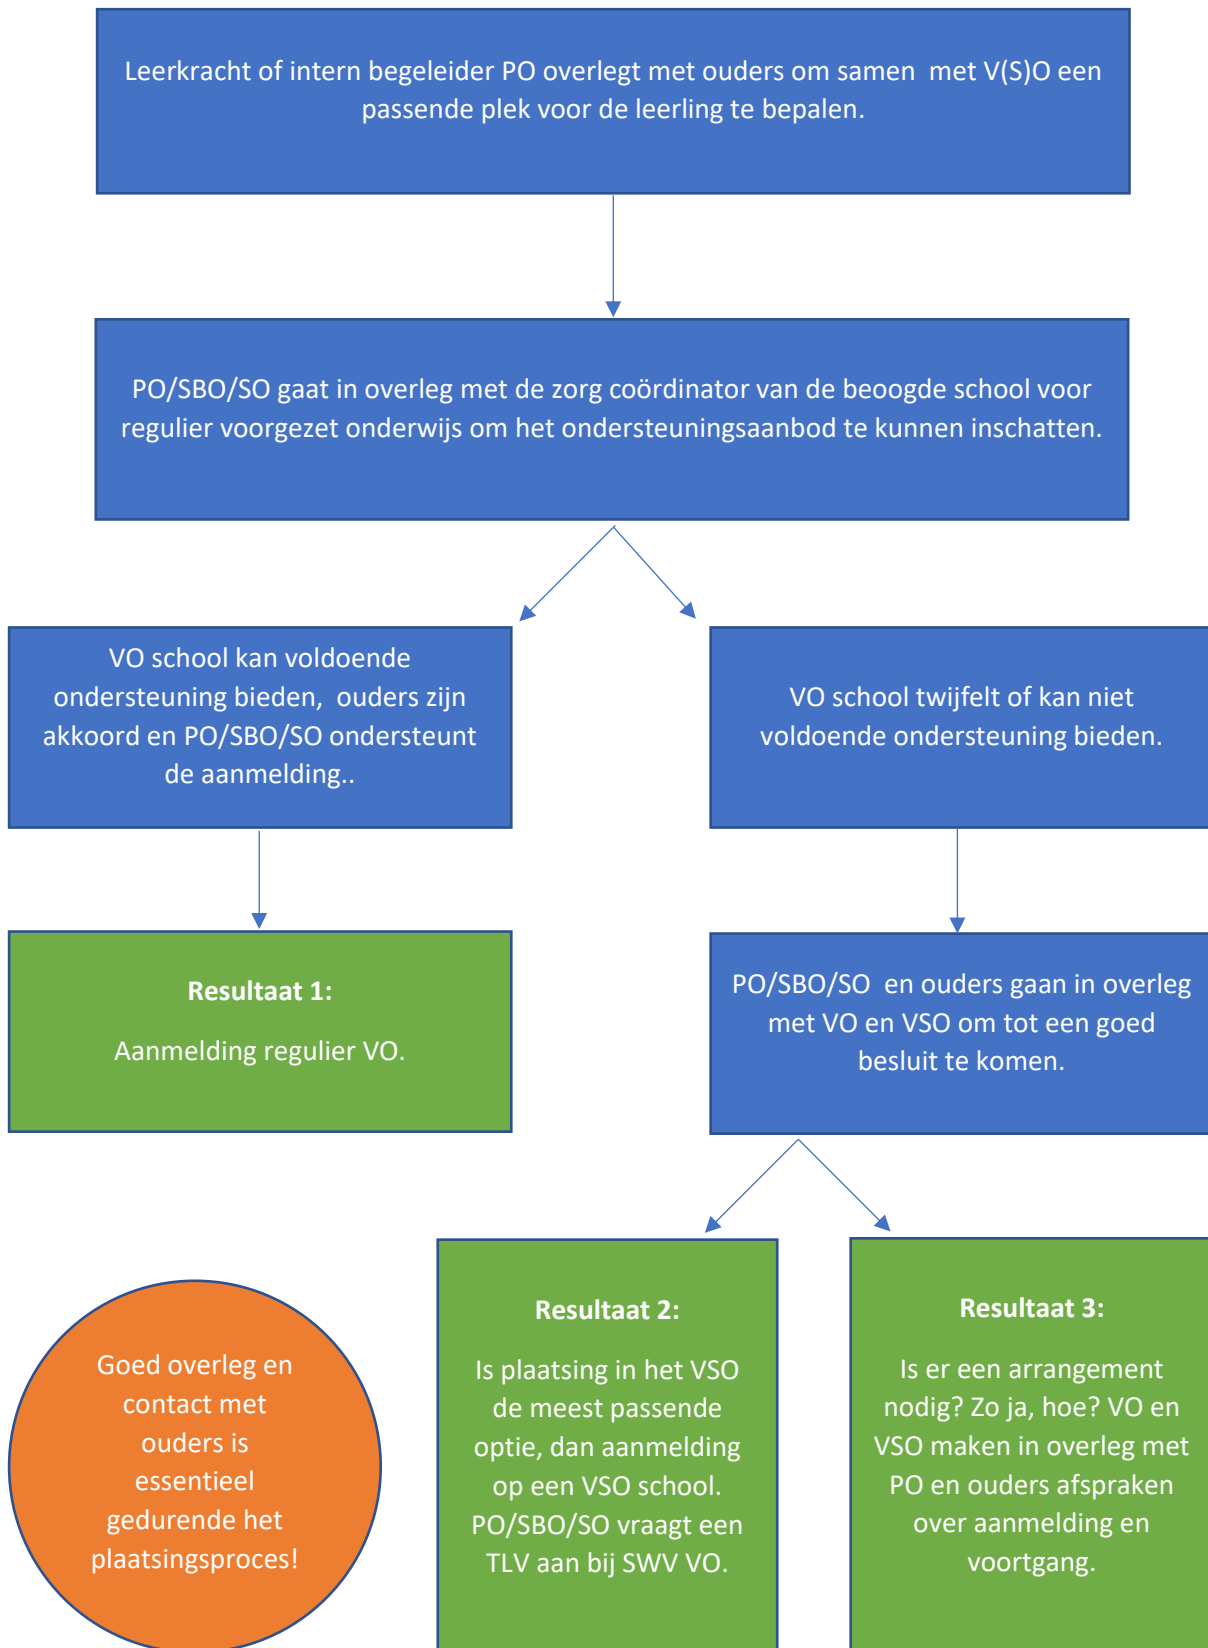 Leerkracht of intern begeleider PO overlegt met ouders om samen  met V(S)O een
passende plek voor de leerling te bepalen.
PO/SBO/SO gaat in overleg met de zorg coördinator van de beoogde school voor
regulier voorgezet onderwijs om het ondersteuningsaanbod te kunnen inschatten.
VO school kan voldoende
ondersteuning bieden,  ouders zijn
akkoord en PO/SBO/SO ondersteunt
de aanmelding..
VO school twijfelt of kan niet
voldoende ondersteuning bieden.
Resultaat 1:
Aanmelding regulier VO.
PO/SBO/SO  en ouders gaan in overleg
met VO en VSO om tot een goed
besluit te komen.
Goed overleg en
contact met
ouders is
essentieel
gedurende het
plaatsingsproces!
Resultaat 2:
Is plaatsing in het VSO
de meest passende
optie, dan aanmelding
op een VSO school.
PO/SBO/SO vraagt een
TLV aan bij SWV VO.
Resultaat 3:
Is er een arrangement
nodig? Zo ja, hoe? VO en
VSO maken in overleg met
PO en ouders afspraken
over aanmelding en
voortgang.